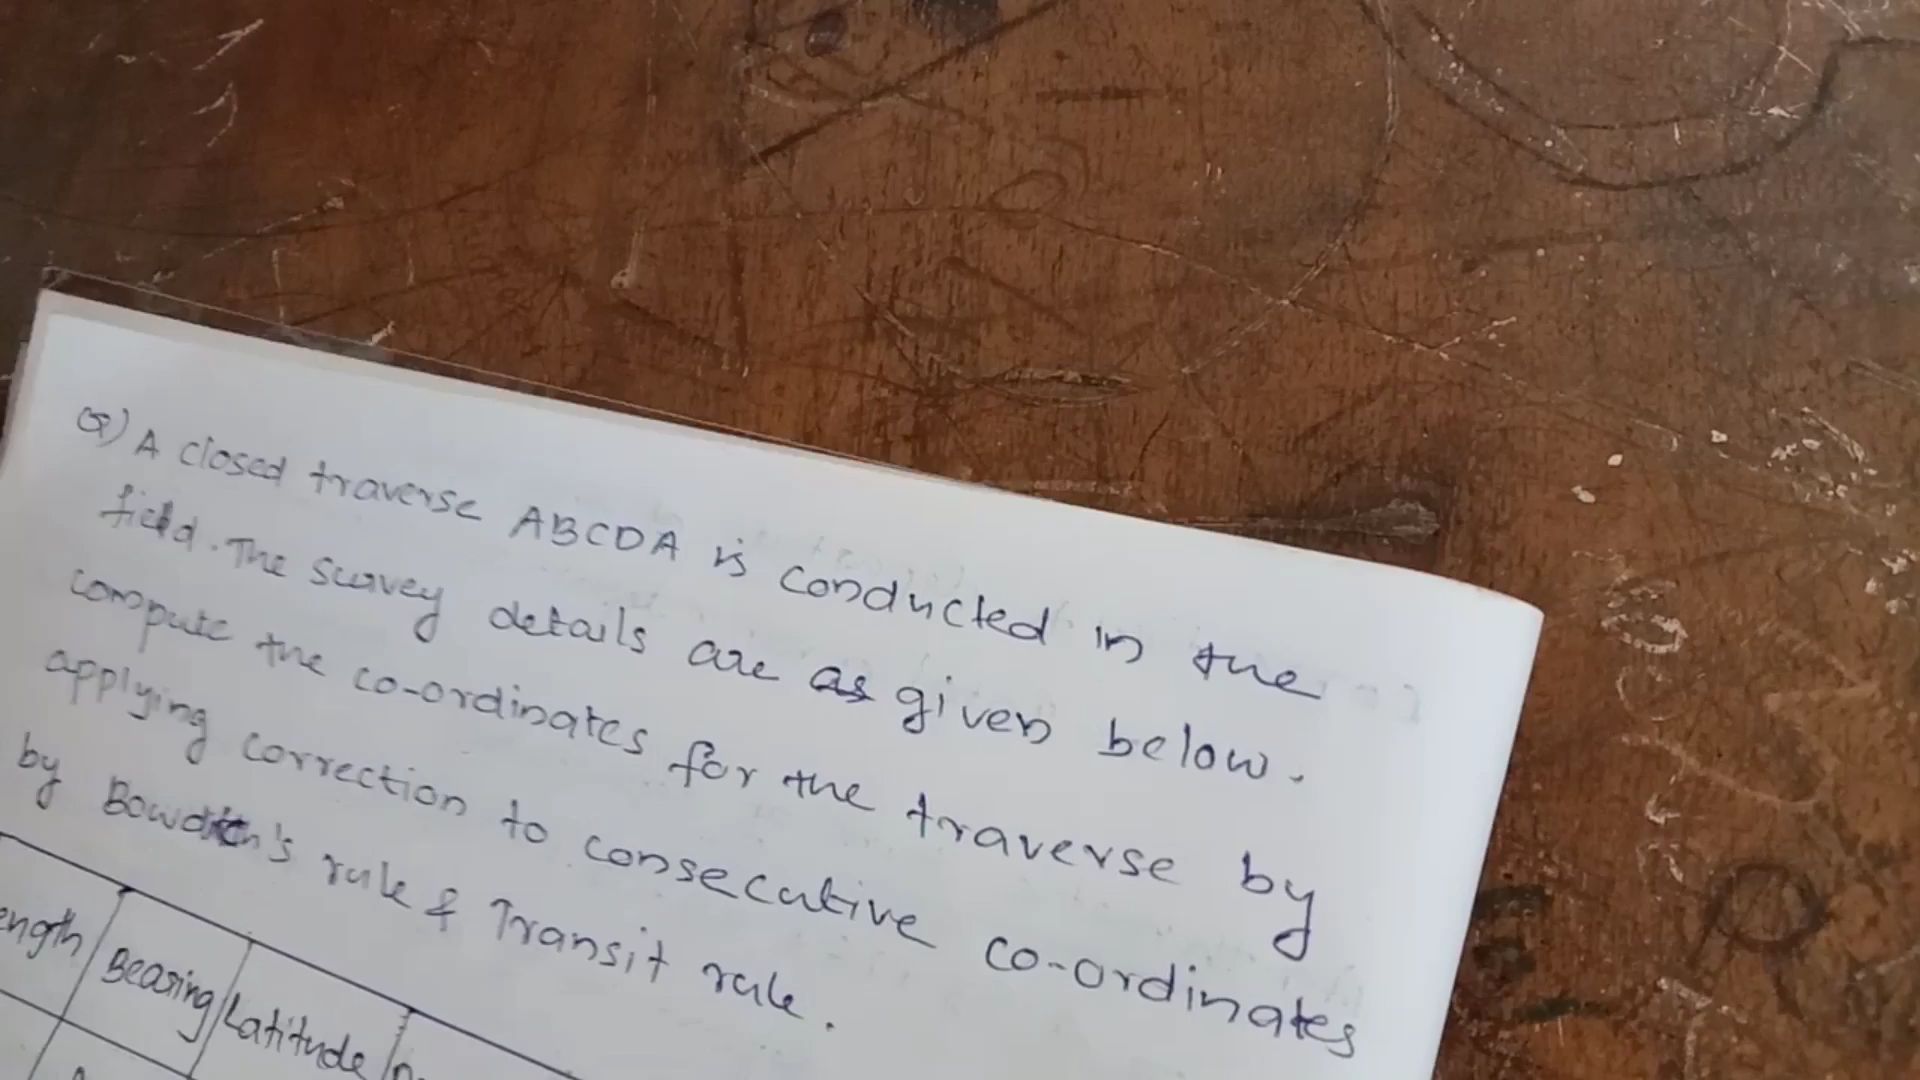 Q) A closed traverse ABCDA is conducted in the
field. The survey details are as given below.
compute the co-ordinates for the traverse by
applying correction to consecutive co-ordinates
by Bowditch's rule & Transit rule.
ength Bearing Latitude